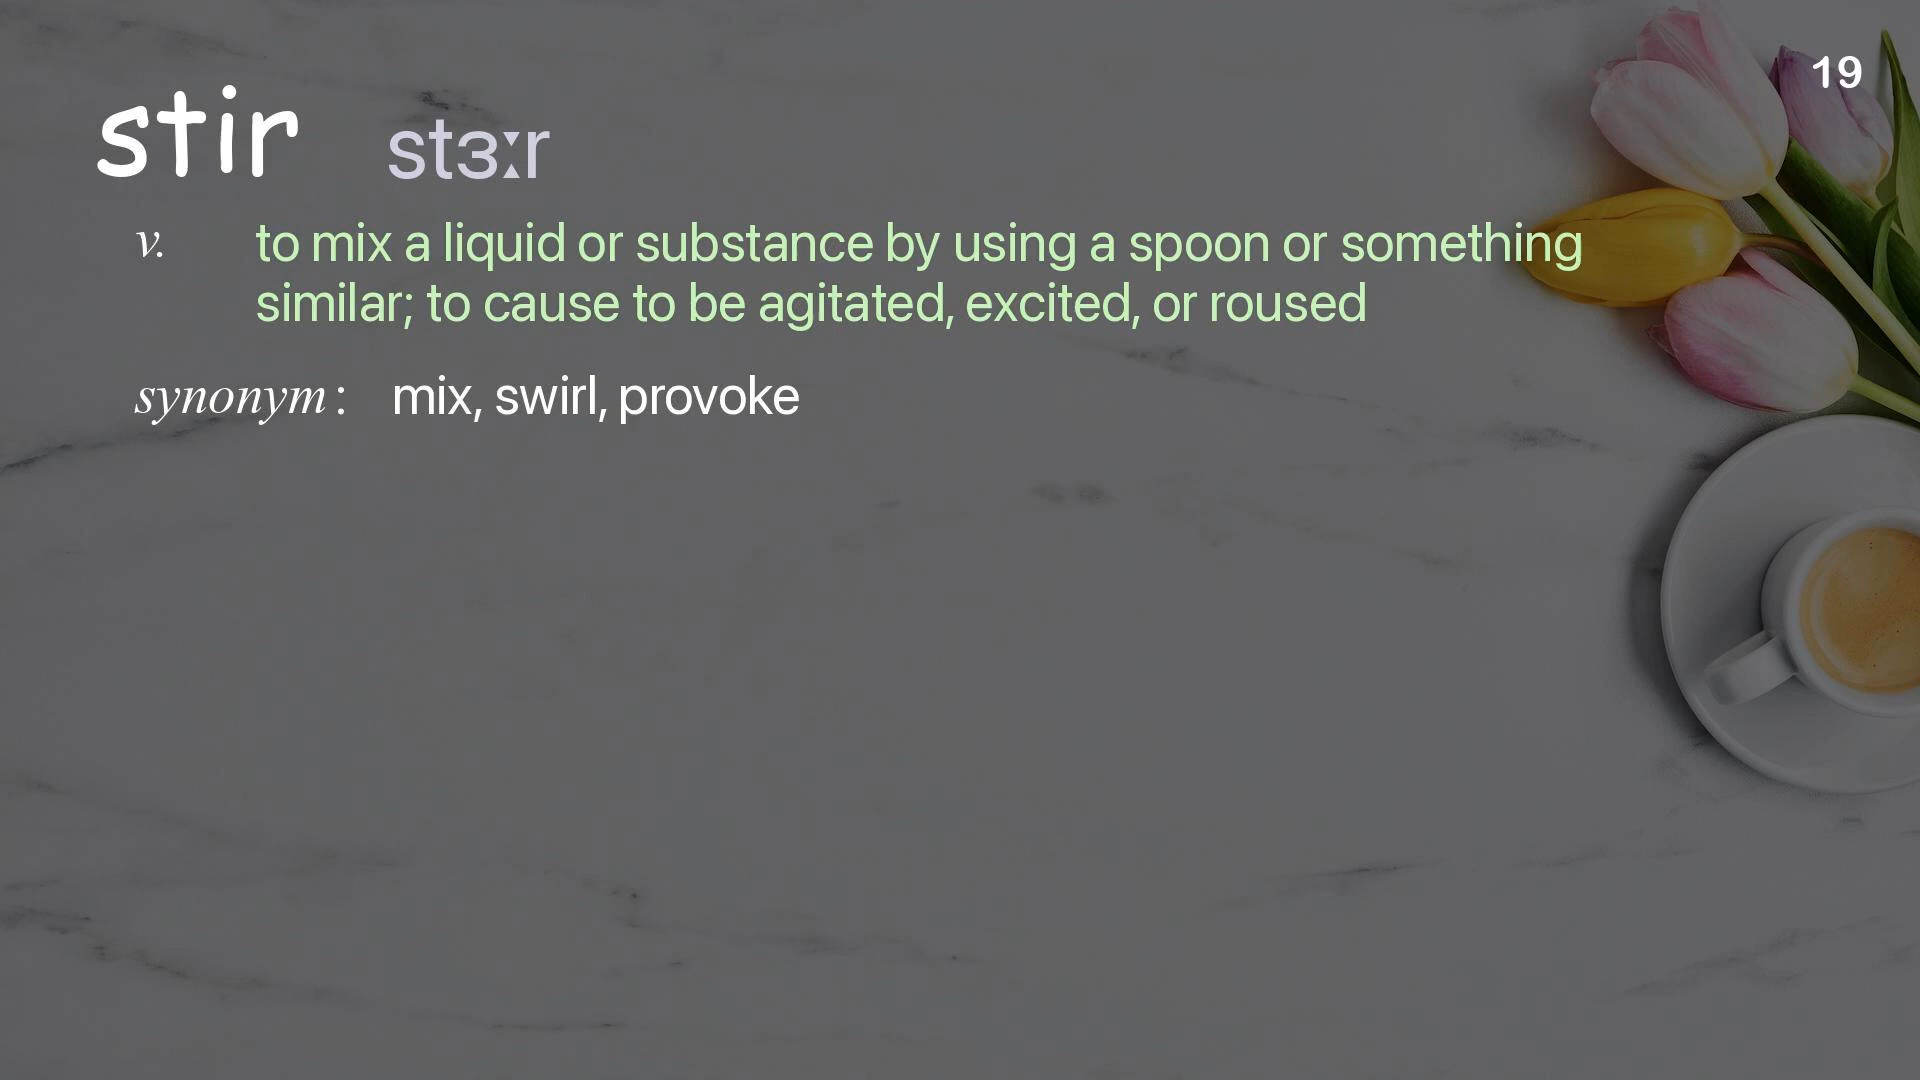 19
stir stɜːr
v. to mix a liquid or substance by using a spoon or something
similar; to cause to be agitated, excited, or roused
synonym : mix, swirl, provoke